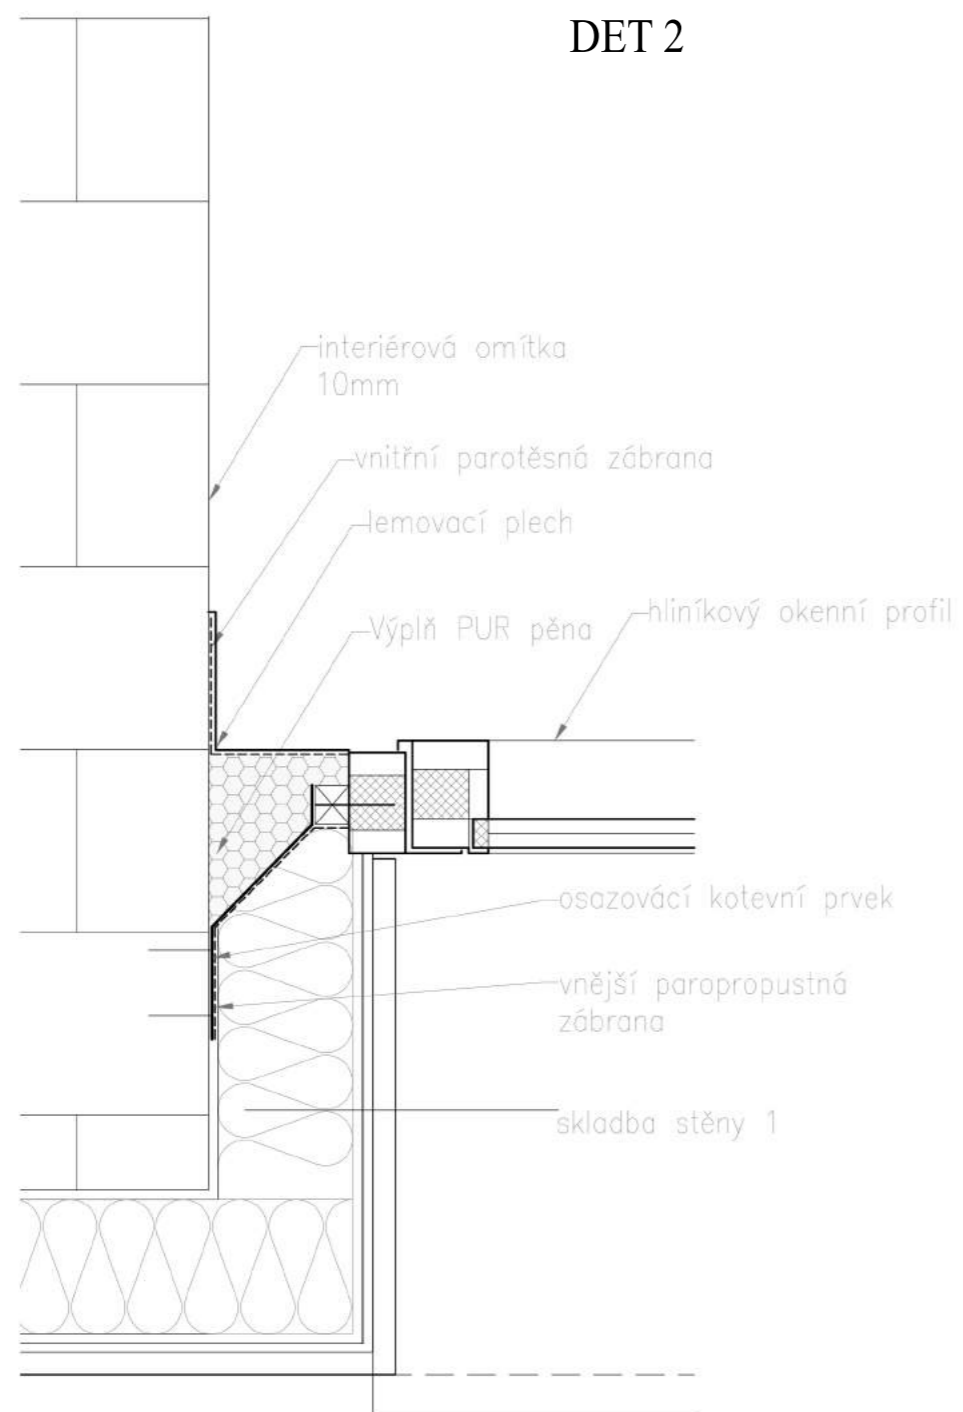 DET 2
interiérová omítka
10mm
vnitřní parotěsná zábrana
lemovací plech
hliníkový okenní profil
Výplň PUR pěna
osazovácí kotevní prvek
vnější paropropustná
zábrana
skladba stěny 1